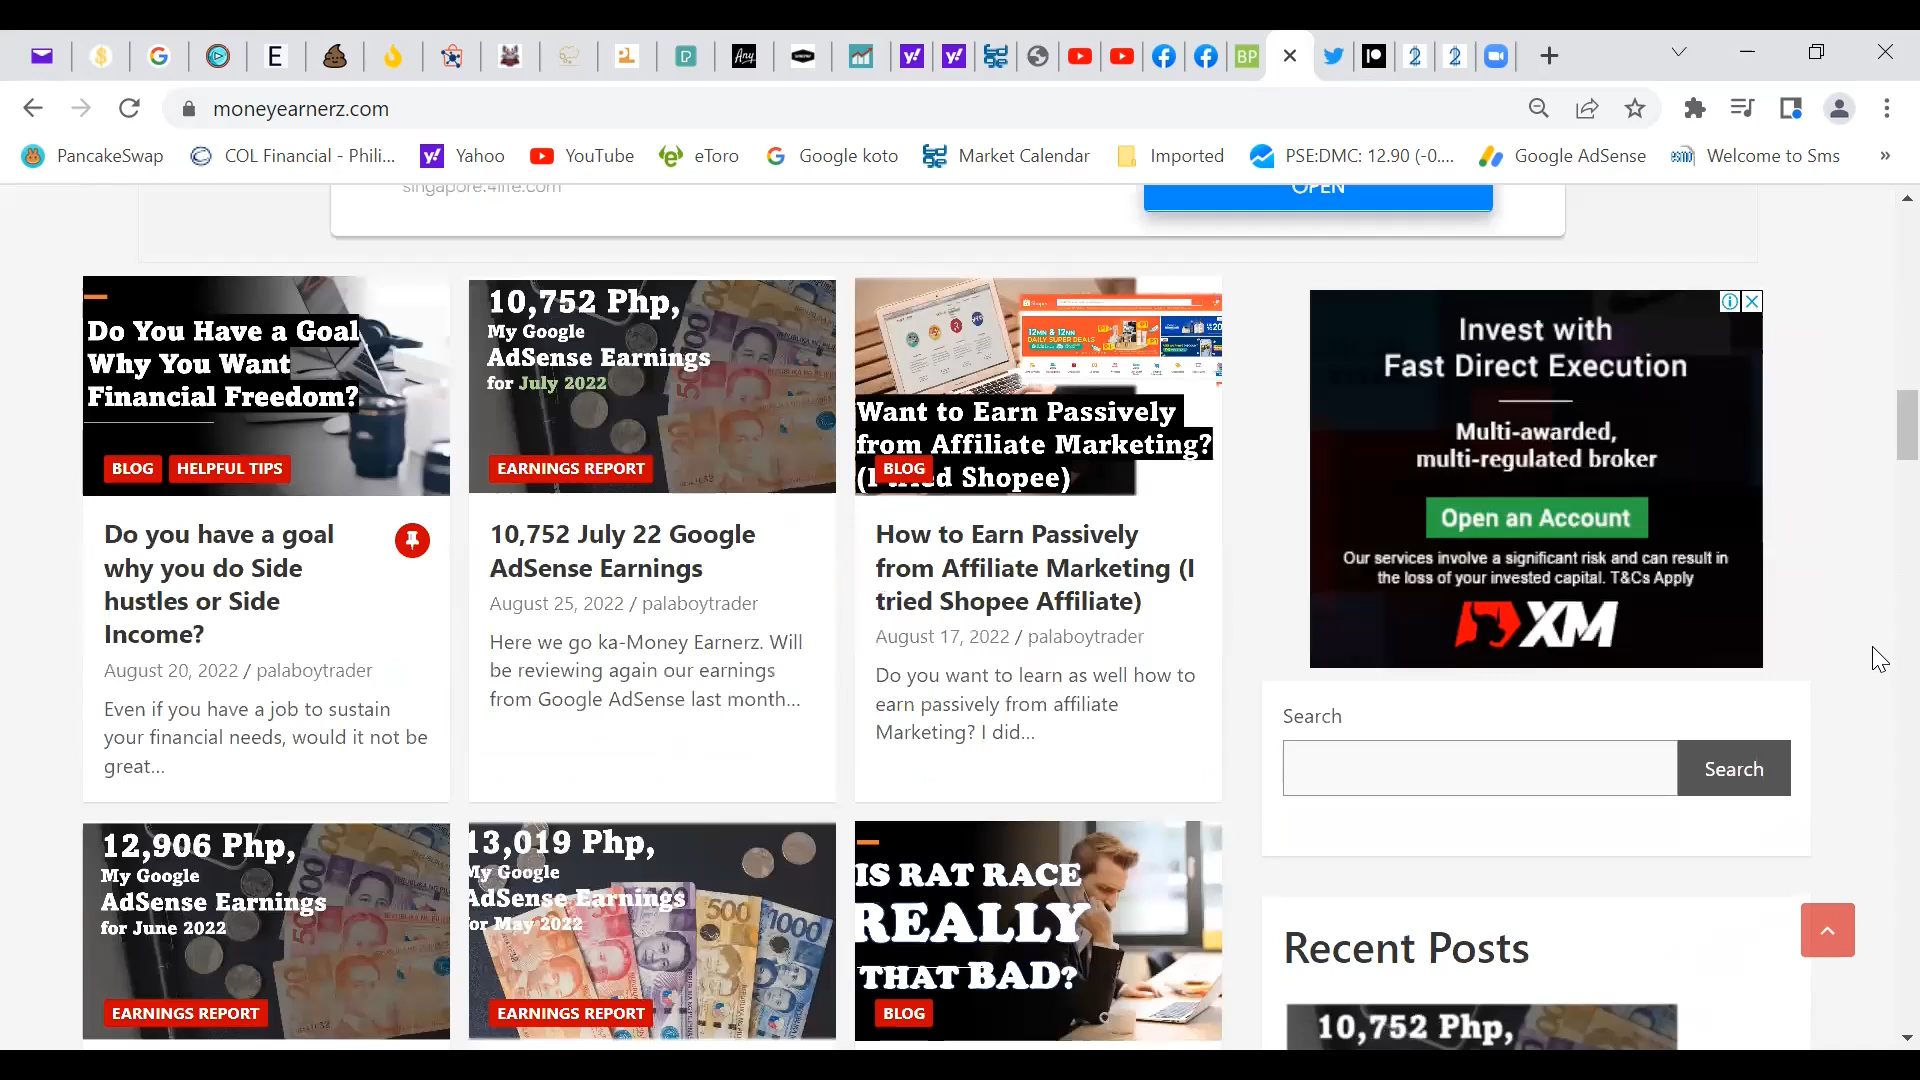 moneyearnerz.com
PancakeSwap
COL Financial - Phili...
Yahoo
YouTube
eToro
Google koto
Market Calendar
Imported
PSE:DMC: 12.90 (-0....
Google AdSense
Welcome to Sms
»
singapore.4life.com
OPEN
Do You Have a Goal
Why You Want
Financial Freedom?
BLOG
HELPFUL TIPS
Do you have a goal
why you do Side
hustles or Side
Income?
August 20, 2022 / palaboytrader
Even if you have a job to sustain
your financial needs, would it not be
great...
10,752 Php,
My Google
AdSense Earnings
for July 2022
EARNINGS REPORT
10,752 July 22 Google
AdSense Earnings
August 25, 2022 / palaboytrader
Here we go ka-Money Earnerz. Will
be reviewing again our earnings
from Google AdSense last month...
Want to Earn Passively
from Affiliate Marketing?
(I tried Shopee)
BLOG
How to Earn Passively
from Affiliate Marketing (I
tried Shopee Affiliate)
August 17, 2022 / palaboytrader
Do you want to learn as well how to
earn passively from affiliate
Marketing? I did...
Invest with
Fast Direct Execution
Multi-awarded,
multi-regulated broker
Open an Account
Our services involve a significant risk and can result in
the loss of your invested capital. T&Cs Apply
XM
Search
Search
12,906 Php,
My Google
AdSense Earnings
for June 2022
EARNINGS REPORT
13,019 Php,
My Google
AdSense Earnings
for May 2022
500
1000
EARNINGS REPORT
IS RAT RACE
REALLY
THAT BAD?
BLOG
Recent Posts
10,752 Php,